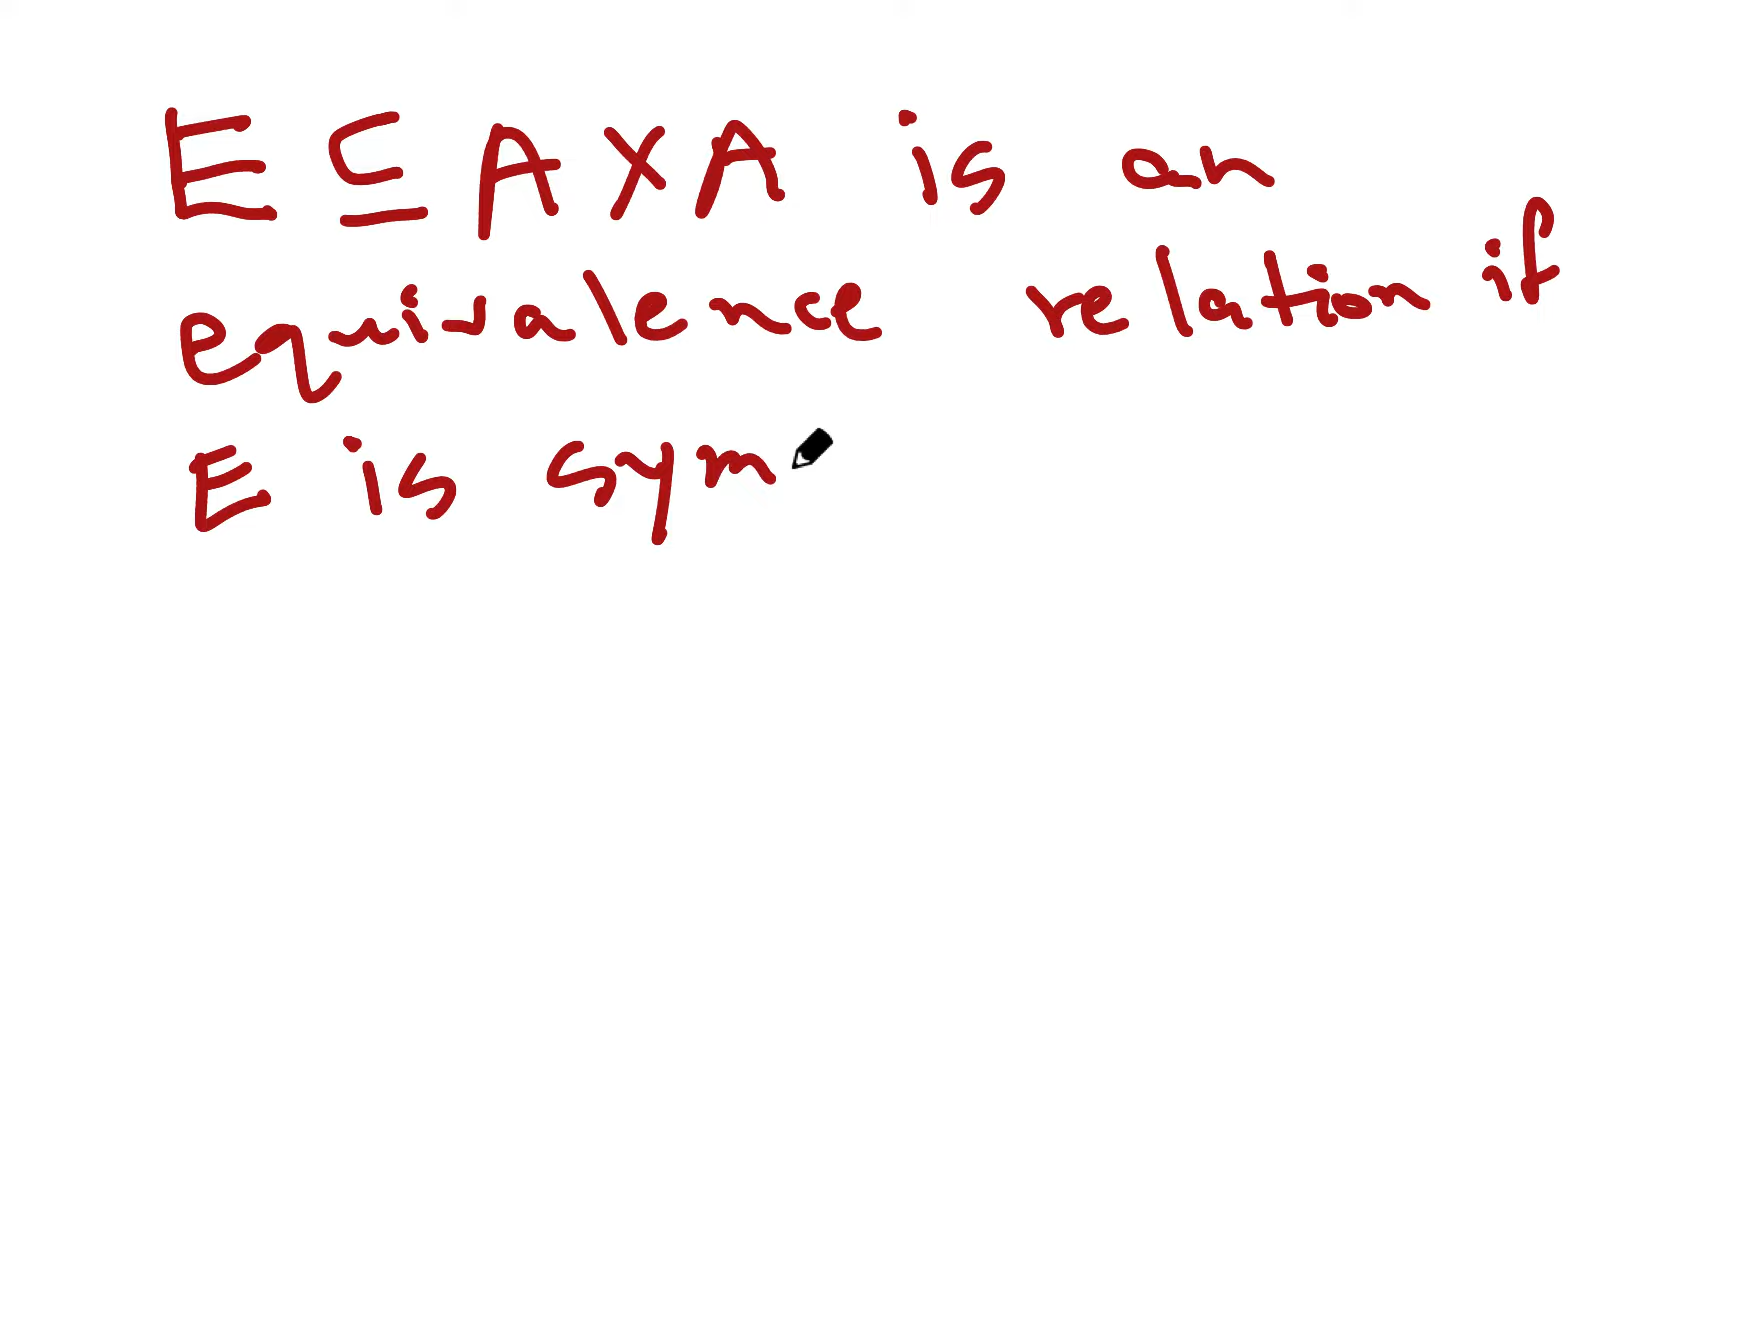 E ⊆ A X A is an
equivalence relation if
E is sym